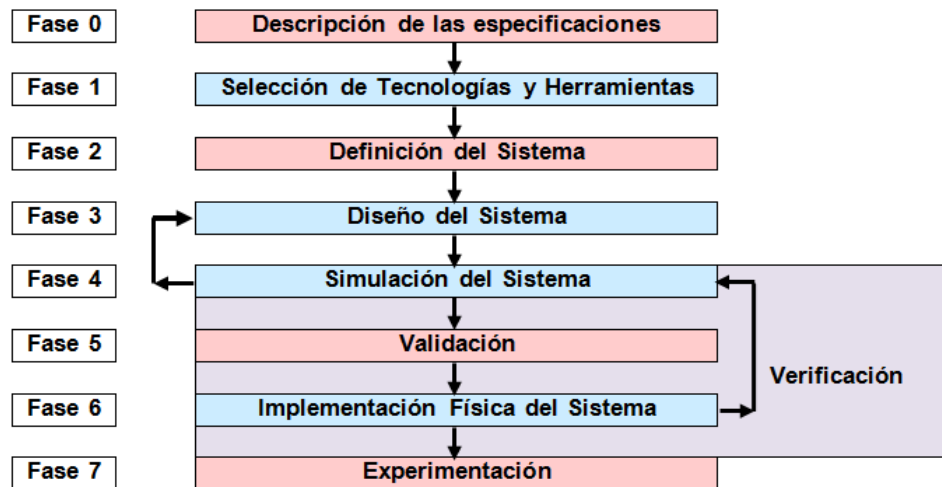 Fase 0
Descripción de las especificaciones
Fase 1
Selección de Tecnologías y Herramientas
Fase 2
Definición del Sistema
Fase 3
Diseño del Sistema
Fase 4
Simulación del Sistema
Fase 5
Validación
Verificación
Fase 6
Implementación Física del Sistema
Fase 7
Experimentación